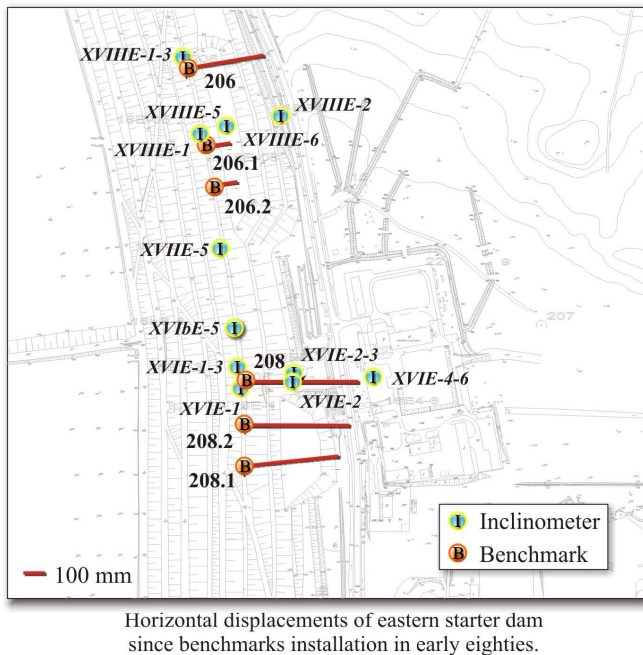 XVIIIE-1-3
206
XVIIIE-2
XVIIIE-5
XVIIIE-6
XVIIIE-1
206.1
206.2
XVIIE-5
207
XVIbE-5
208
XVIE-2-3
XVIE-1-3
XVIE-4-6
XVIE-2
XVIE-1
208.2
208.1
I Inclinometer
B Benchmark
100 mm
Horizontal displacements of eastern starter dam
since benchmarks installation in early eighties.